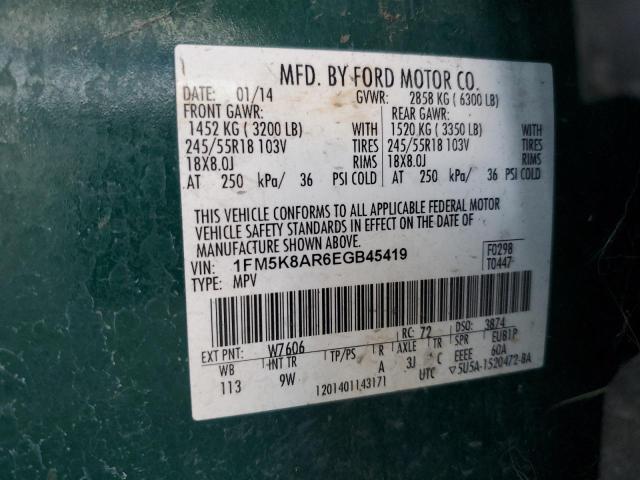 MFD. BY FORD MOTOR CO.
DATE: 01/14 GVWR: 2858 KG ( 6300 LB)
FRONT GAWR: REAR GAWR:
1452 KG ( 3200 LB) WITH 1520 KG ( 3350 LB) WITH
245/55R18 103V TIRES 245/55R18 103V TIRES
18X8.0J RIMS 18X8.0J RIMS
AT 250 kPa/ 36 PSI COLD AT 250 kPa/ 36 PSI COLD
THIS VEHICLE CONFORMS TO ALL APPLICABLE FEDERAL MOTOR
VEHICLE SAFETY STANDARDS IN EFFECT ON THE DATE OF
MANUFACTURE SHOWN ABOVE.
VIN: 1FM5K8AR6EGB45419 F0298
TYPE: MPV T0447
EXT PNT: W7606 RC: 72 DSO: 3874
WB INT TR TP/PS R AXLE TR SPR EUB1P
113 9W A 3J C EEEE 60A
1201401143171 UTC ▽5U5A-1520472-BA